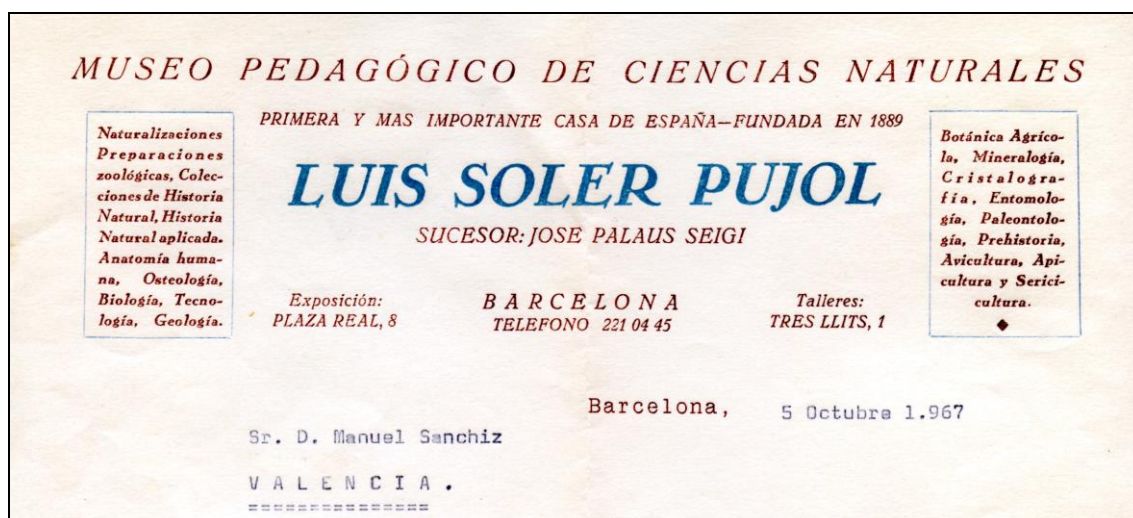 MUSEO PEDAGÓGICO DE CIENCIAS NATURALES
PRIMERA Y MAS IMPORTANTE CASA DE ESPAÑA—FUNDADA EN 1889
Naturalizaciones
Preparaciones
zoológicas, Colec-
ciones de Historia
Natural, Historia
Natural aplicada.
Anatomía huma-
na, Osteología,
Biología, Tecno-
logía, Geología.
LUIS SOLER PUJOL
SUCESOR: JOSE PALAUS SEIGI
Botánica Agríco-
la, Mineralogía,
Cristalogra-
fía, Entomolo-
gía, Paleontolo-
gía, Prehistoria,
Avicultura, Api-
cultura y Serici-
cultura.
Exposición:
PLAZA REAL, 8
BARCELONA
TELEFONO 221 04 45
Talleres:
TRES LLITS, 1
Barcelona, 5 Octubre 1.967
Sr. D. Manuel Sanchiz
VALENCIA.
===============